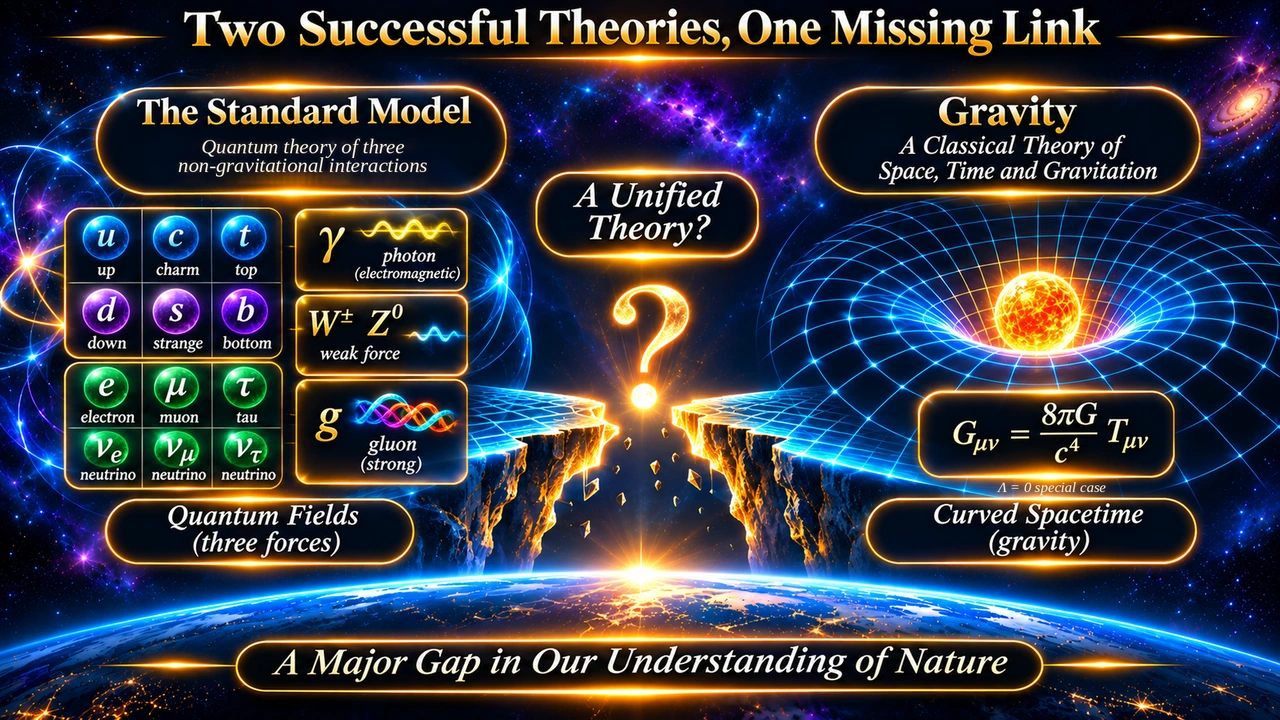 Two Successful Theories, One Missing Link
The Standard Model
Quantum theory of three
non-gravitational interactions
Gravity
A Classical Theory of
Space, Time and Gravitation
A Unified
Theory?
?
u c t
up charm top
d s b
down strange bottom
e μ τ
electron muon tau
νe νμ ντ
neutrino neutrino neutrino
γ
photon
(electromagnetic)
W± Z0
weak force
g
gluon
(strong)
Gμν = 8πG/c⁴ Tμν
Λ = 0 special case
Quantum Fields
(three forces)
Curved Spacetime
(gravity)
A Major Gap in Our Understanding of Nature